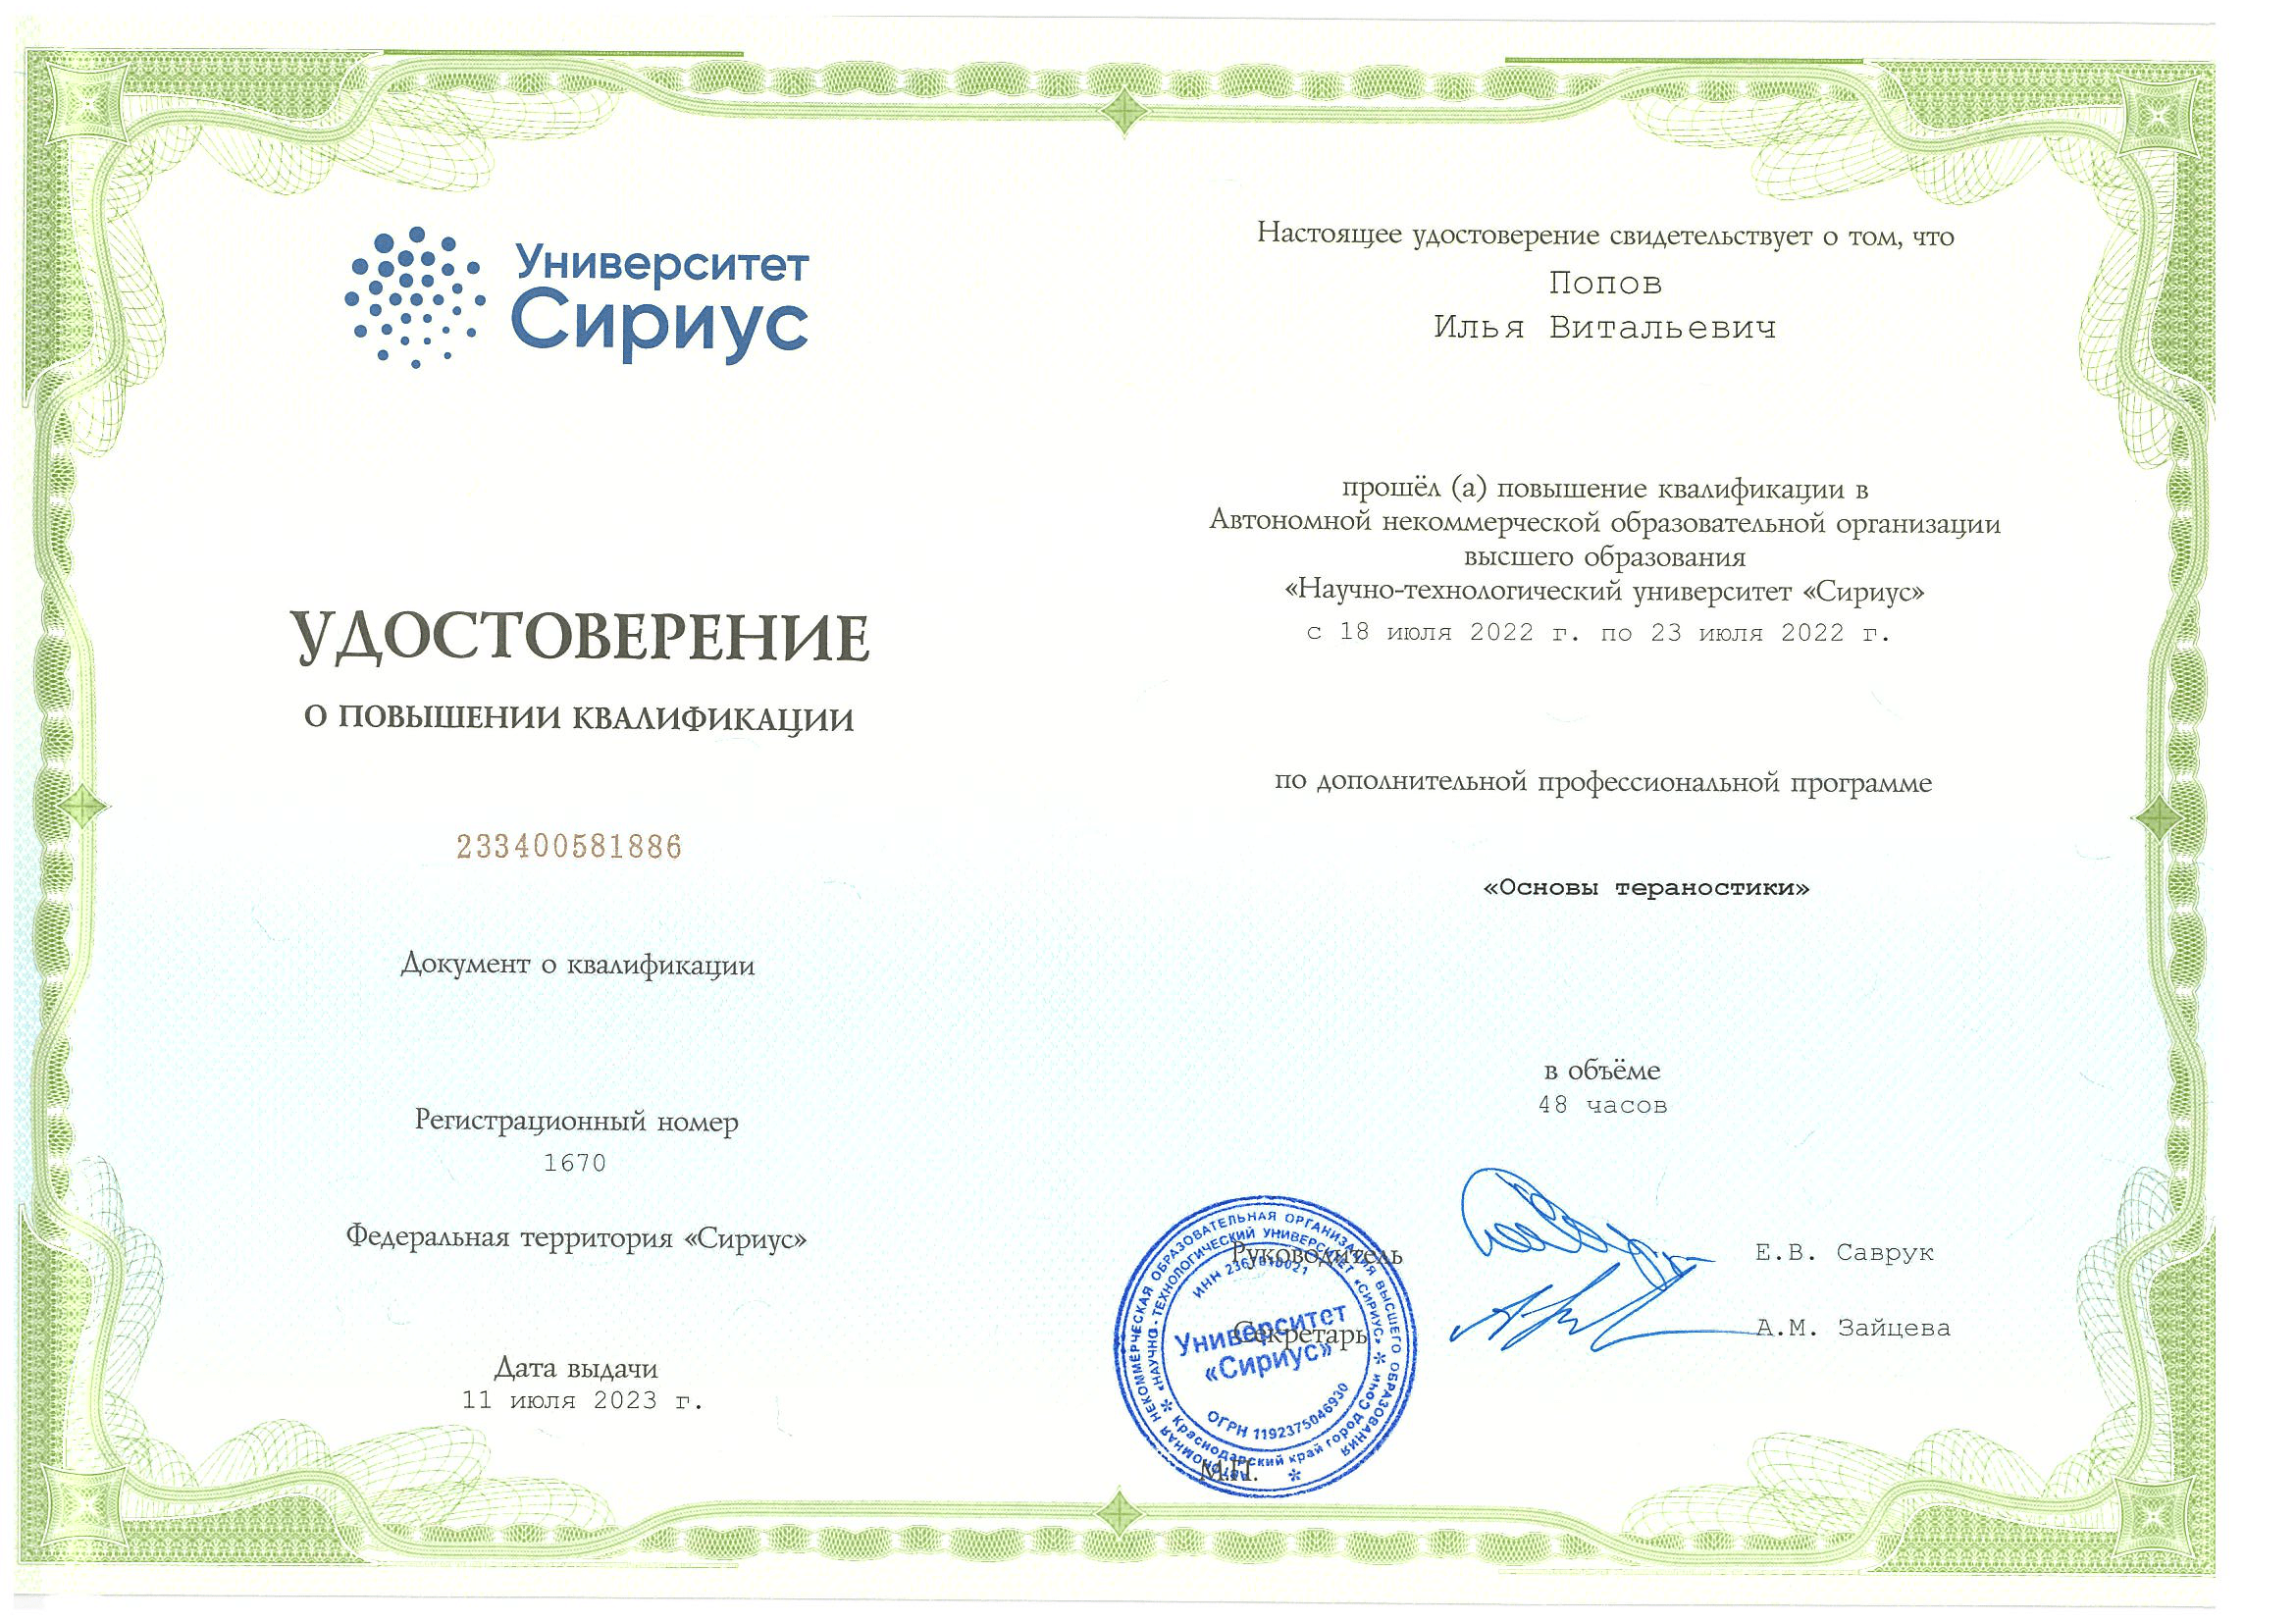 Университет
Сириус
УДОСТОВЕРЕНИЕ
О ПОВЫШЕНИИ КВАЛИФИКАЦИИ
233400581886
Документ о квалификации
Регистрационный номер
1670
Федеральная территория «Сириус»
Дата выдачи
11 июля 2023 г.
Настоящее удостоверение свидетельствует о том, что
Попов
Илья Витальевич
прошёл (а) повышение квалификации в
Автономной некоммерческой образовательной организации
высшего образования
«Научно-технологический университет «Сириус»
с 18 июля 2022 г. по 23 июля 2022 г.
по дополнительной профессиональной программе
«Основы тераностики»
в объёме
48 часов
Руководитель
Е.В. Саврук
Секретарь
А.М. Зайцева
М.П.
АВТОНОМНАЯ НЕКОММЕРЧЕСКАЯ ОБРАЗОВАТЕЛЬНАЯ ОРГАНИЗАЦИЯ ВЫСШЕГО ОБРАЗОВАНИЯ
«НАУЧНО-ТЕХНОЛОГИЧЕСКИЙ УНИВЕРСИТЕТ «СИРИУС»
Краснодарский край город Сочи
ИНН
Университет
«Сириус»
ОГРН 1192375046930